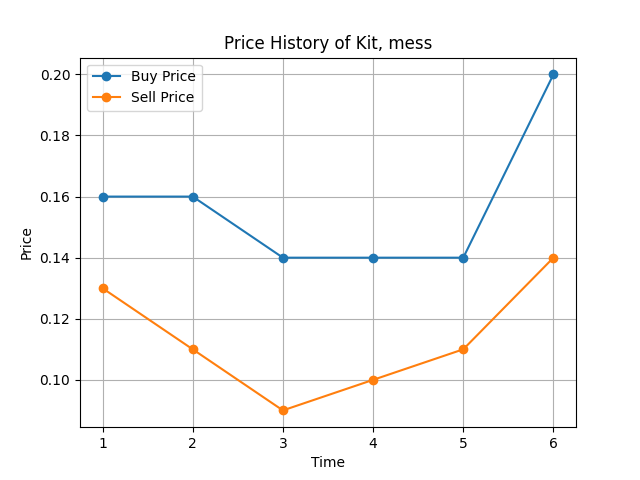 Price History of Kit, mess
Buy Price
Sell Price
0.20
0.18
0.16
0.14
0.12
0.10
Price
1 2 3 4 5 6
Time